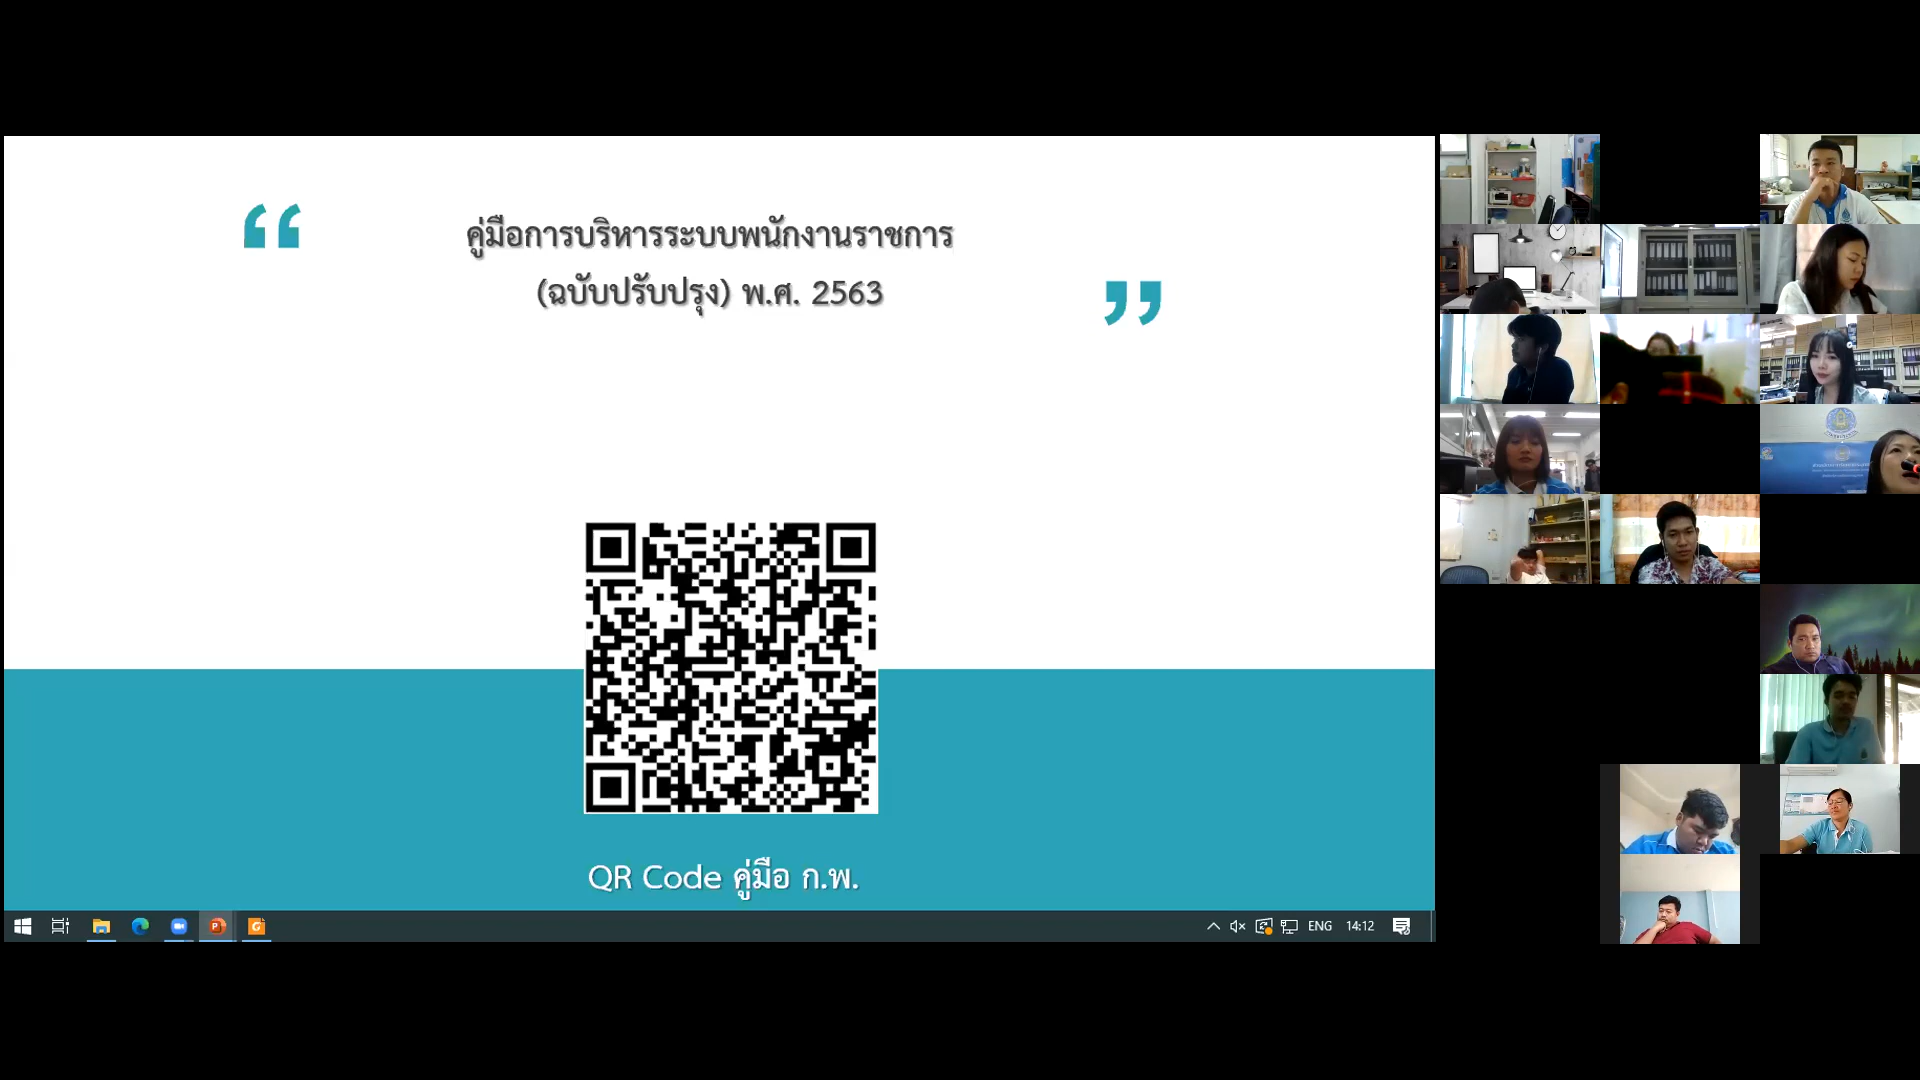 คู่มือการบริหารระบบพนักงานราชการ
(ฉบับปรับปรุง) พ.ศ. 2563
QR Code คู่มือ ก.พ.
ENG 14:12